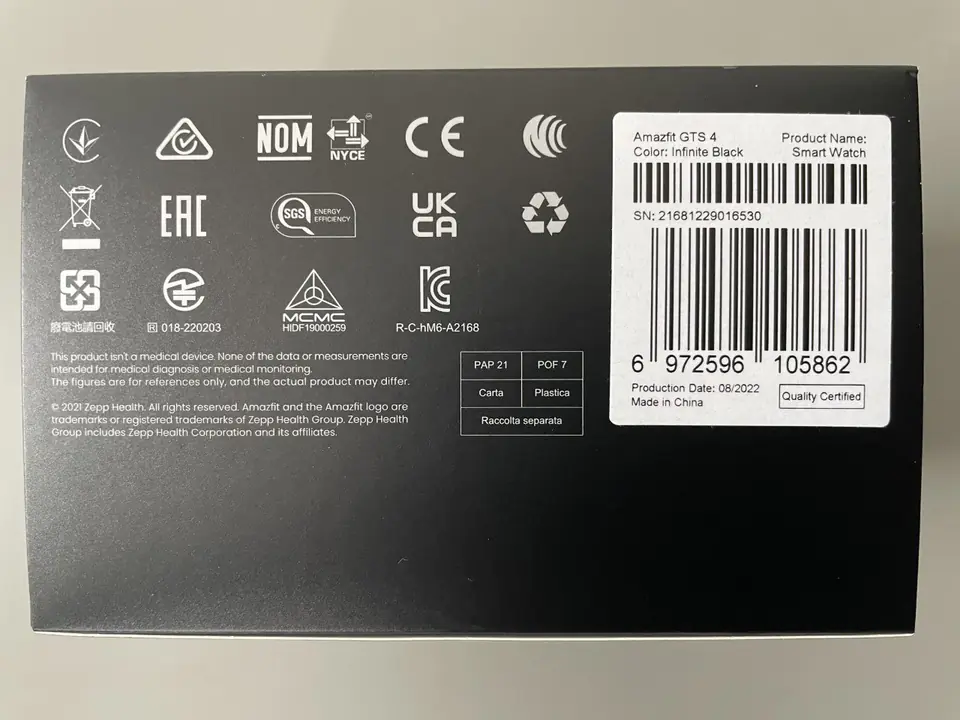 NOM
NYCE
CE
EAC
SGS ENERGY
EFFICIENCY
UK
CA
廢電池請回收
R 018-220203
MCMC
HIDF19000259
R-C-hM6-A2168
This product isn't a medical device. None of the data or measurements are
intended for medical diagnosis or medical monitoring.
The figures are for references only, and the actual product may differ.
© 2021 Zepp Health. All rights reserved. Amazfit and the Amazfit logo are
trademarks or registered trademarks of Zepp Health Group. Zepp Health
Group includes Zepp Health Corporation and its affiliates.
PAP 21 POF 7
Carta Plastica
Raccolta separata
Amazfit GTS 4 Product Name:
Color: Infinite Black Smart Watch
SN: 21681229016530
6 972596 105862
Production Date: 08/2022
Made in China
Quality Certified